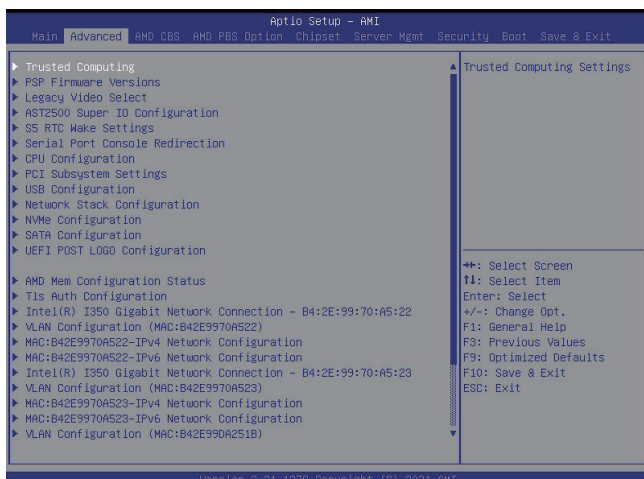 Aptio Setup – AMI
Main Advanced AMD CBS AMD PBS Option Chipset Server Mgmt Security Boot Save & Exit
Trusted Computing
PSP Firmware Versions
Legacy Video Select
AST2500 Super IO Configuration
S5 RTC Wake Settings
Serial Port Console Redirection
CPU Configuration
PCI Subsystem Settings
USB Configuration
Network Stack Configuration
NVMe Configuration
SATA Configuration
UEFI POST LOGO Configuration
AMD Mem Configuration Status
Tls Auth Configuration
Intel(R) I350 Gigabit Network Connection – B4:2E:99:70:A5:22
VLAN Configuration (MAC:B42E9970A522)
MAC:B42E9970A522-IPv4 Network Configuration
MAC:B42E9970A522-IPv6 Network Configuration
Intel(R) I350 Gigabit Network Connection – B4:2E:99:70:A5:23
VLAN Configuration (MAC:B42E9970A523)
MAC:B42E9970A523-IPv4 Network Configuration
MAC:B42E9970A523-IPv6 Network Configuration
VLAN Configuration (MAC:B42E99DA251B)
Trusted Computing Settings
→←: Select Screen
↑↓: Select Item
Enter: Select
+/-: Change Opt.
F1: General Help
F3: Previous Values
F9: Optimized Defaults
F10: Save & Exit
ESC: Exit